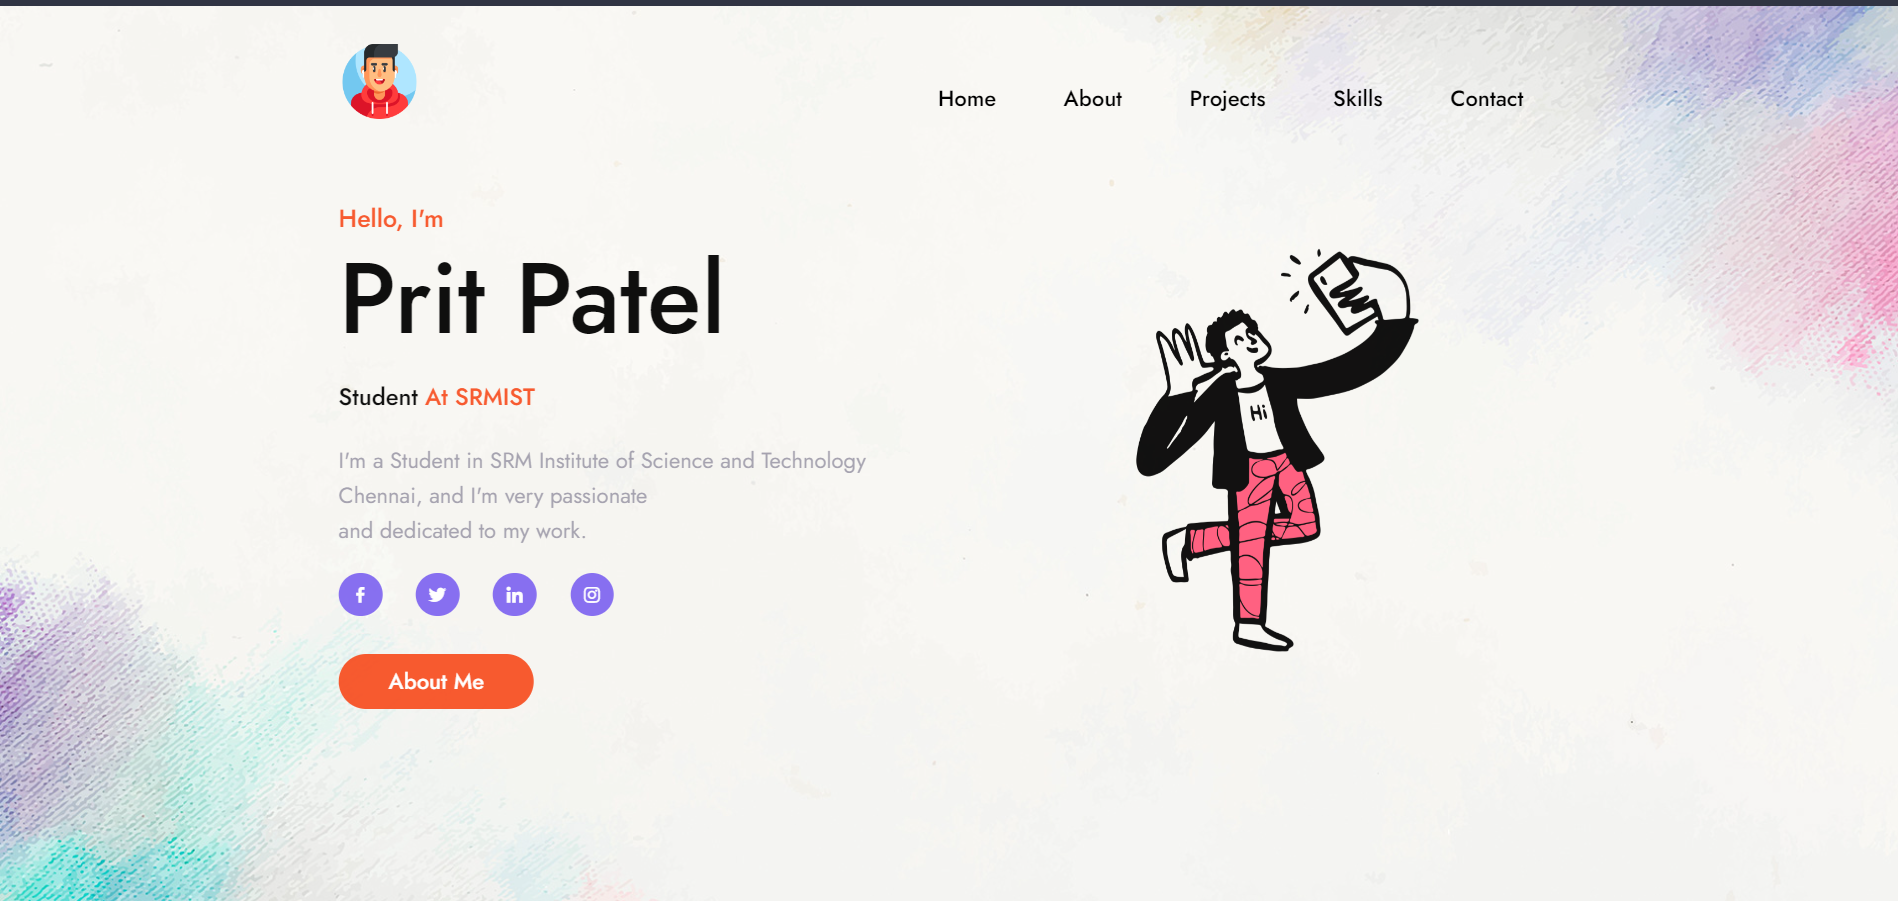 Home About Projects Skills Contact
Hello, I'm
Prit Patel
Student At SRMIST
I'm a Student in SRM Institute of Science and Technology
Chennai, and I'm very passionate
and dedicated to my work.
About Me
Hi